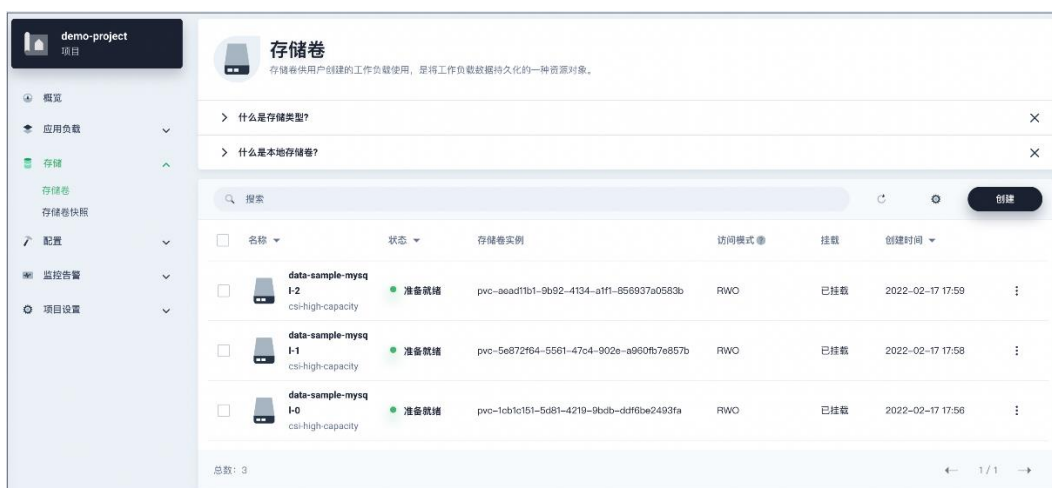 demo-project
项目
概览
应用负载
存储
存储卷
存储卷快照
配置
监控告警
项目设置
存储卷
存储卷供用户创建的工作负载使用，是将工作负载数据持久化的一种资源对象。
什么是存储类型?
什么是本地存储卷?
搜索
创建
名称 状态 存储卷实例 访问模式 挂载 创建时间
data-sample-mysq
l-2
csi-high-capacity
准备就绪 pvc-aead11b1-9b92-4134-a1f1-856937a0583b RWO 已挂载 2022-02-17 17:59
data-sample-mysq
l-1
csi-high-capacity
准备就绪 pvc-5e872f64-5561-47c4-902e-a960fb7e857b RWO 已挂载 2022-02-17 17:58
data-sample-mysq
l-0
csi-high-capacity
准备就绪 pvc-1cb1c151-5d81-4219-9bdb-ddf6be2493fa RWO 已挂载 2022-02-17 17:56
总数: 3
1 / 1